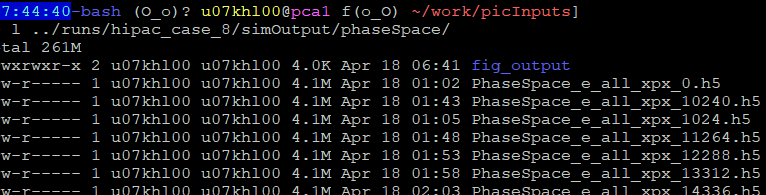 7:44:40-bash (O_o)? u07khl00@pca1 f(o_O) ~/work/picInputs]
l ../runs/hipac_case_8/simOutput/phaseSpace/
tal 261M
wxrwxr-x 2 u07khl00 u07khl00 4.0K Apr 18 06:41 fig_output
w-r----- 1 u07khl00 u07khl00 4.1M Apr 18 01:02 PhaseSpace_e_all_xpx_0.h5
w-r----- 1 u07khl00 u07khl00 4.1M Apr 18 01:43 PhaseSpace_e_all_xpx_10240.h5
w-r----- 1 u07khl00 u07khl00 4.1M Apr 18 01:05 PhaseSpace_e_all_xpx_1024.h5
w-r----- 1 u07khl00 u07khl00 4.1M Apr 18 01:48 PhaseSpace_e_all_xpx_11264.h5
w-r----- 1 u07khl00 u07khl00 4.1M Apr 18 01:53 PhaseSpace_e_all_xpx_12288.h5
w-r----- 1 u07khl00 u07khl00 4.1M Apr 18 01:58 PhaseSpace_e_all_xpx_13312.h5
w-r----- 1 u07khl00 u07khl00 4.1M Apr 18 02:03 PhaseSpace_e_all_xpx_14336.h5